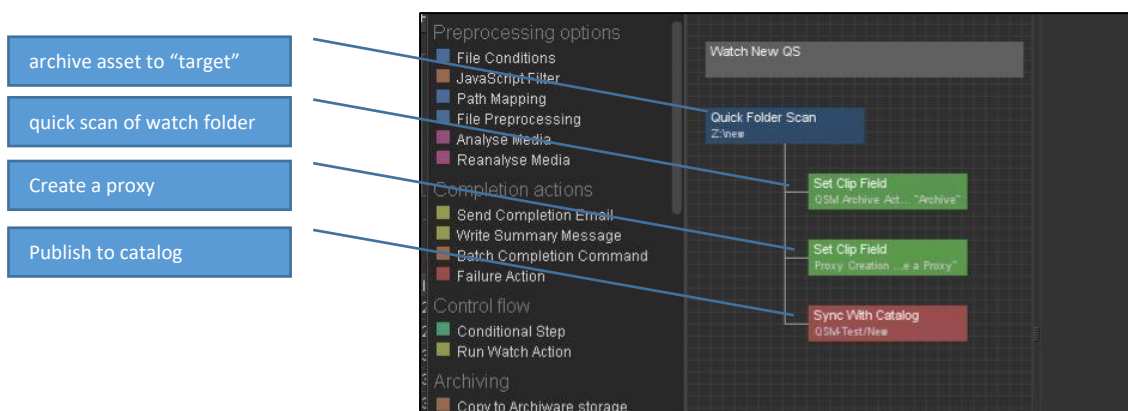 archive asset to “target”
quick scan of watch folder
Create a proxy
Publish to catalog
Preprocessing options
File Conditions
JavaScript Filter
Path Mapping
File Preprocessing
Analyse Media
Reanalyse Media
Completion actions
Send Completion Email
Write Summary Message
Batch Completion Command
Failure Action
Control flow
Conditional Step
Run Watch Action
Archiving
Copy to Archiware storage
Watch New QS
Quick Folder Scan
Z:\new
Set Clip Field
QSM Archive Act... "Archive"
Set Clip Field
Proxy Creation ...e a Proxy"
Sync With Catalog
QSM-Test/New